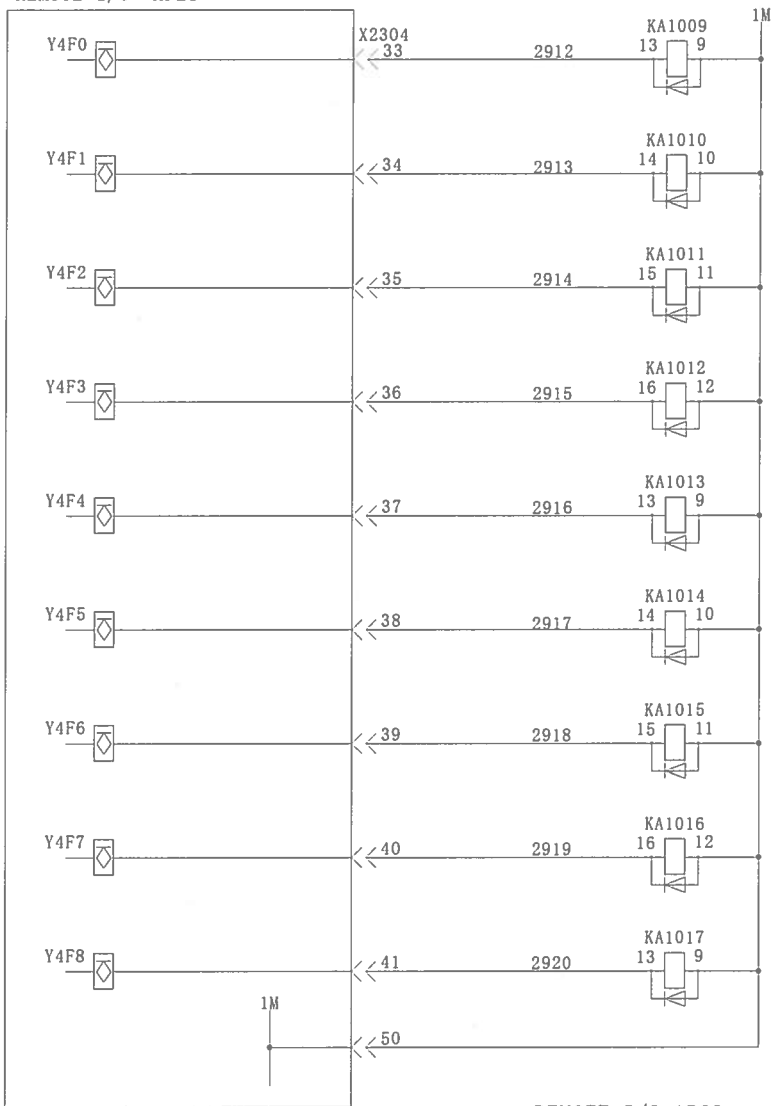 1M
X2304
KA1009
Y4F0 33 2912 13 9
KA1010
Y4F1 34 2913 14 10
KA1011
Y4F2 35 2914 15 11
KA1012
Y4F3 36 2915 16 12
KA1013
Y4F4 37 2916 13 9
KA1014
Y4F5 38 2917 14 10
KA1015
Y4F6 39 2918 15 11
KA1016
Y4F7 40 2919 16 12
KA1017
Y4F8 41 2920 13 9
1M
50